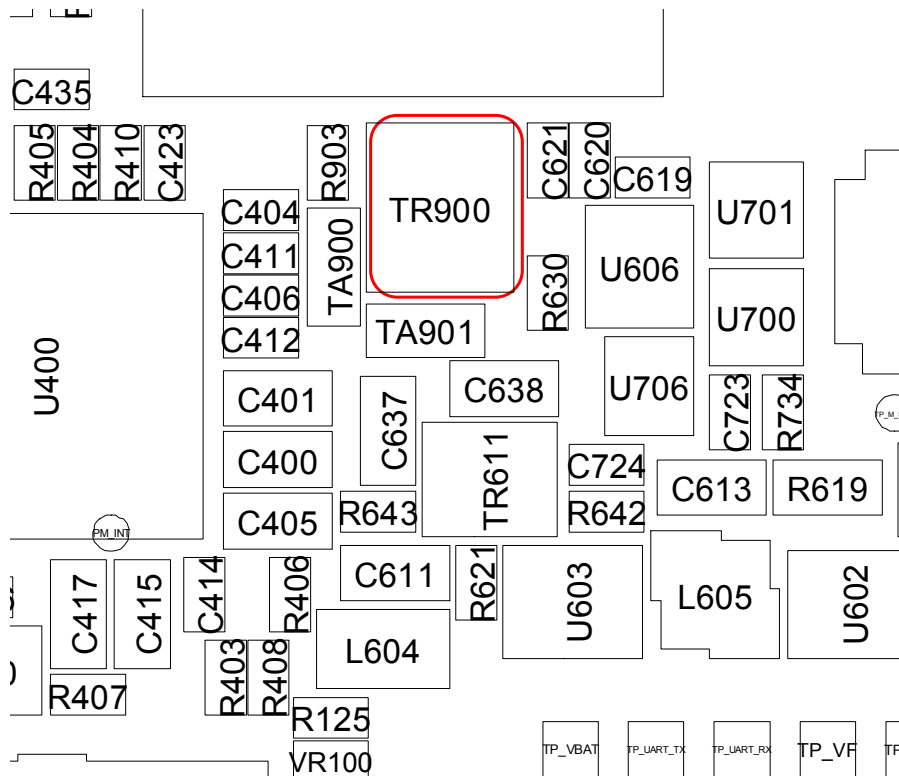 C435
R405
R404
R410
C423
R903
TR900
C621
C620
C619
U701
C404
C411
C406
C412
TA900
TA901
R630
U606
U700
U400
C401
C400
C405
C637
C638
TR611
U706
C723
R734
C724
R642
C613
R619
R643
PM_INT
C417
C415
C414
R406
C611
R621
U603
L605
U602
L604
R403
R408
R407
R125
VR100
TP_VBAT
TP_UART_TX
TP_UART_RX
TP_VF